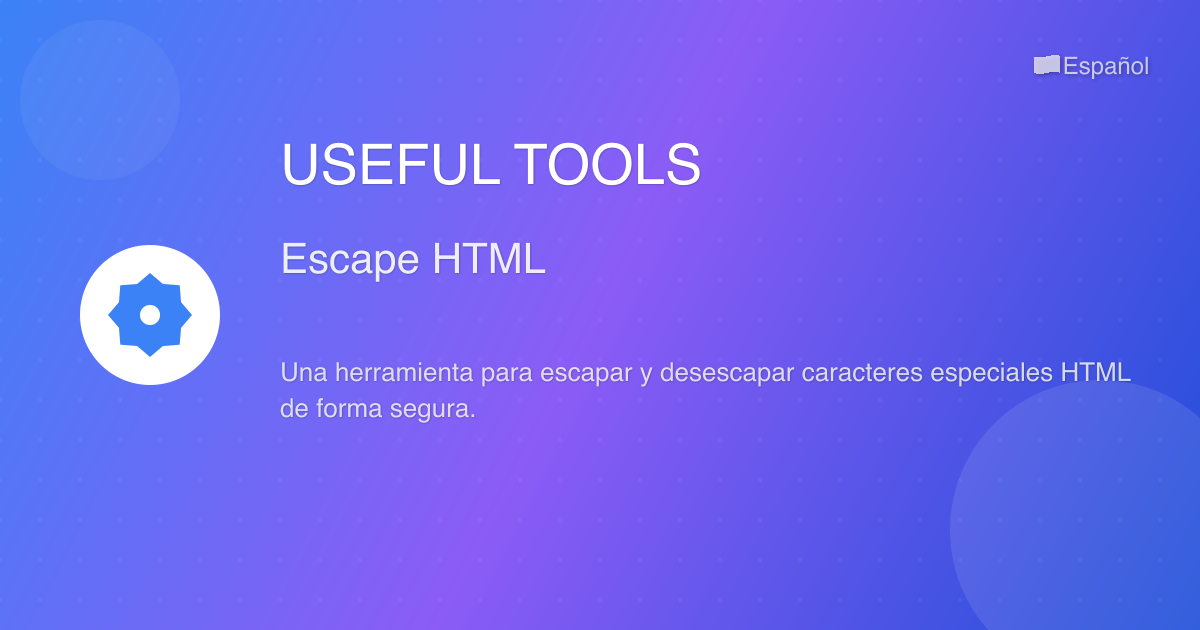 Español
USEFUL TOOLS
Escape HTML
Una herramienta para escapar y desescapar caracteres especiales HTML
de forma segura.